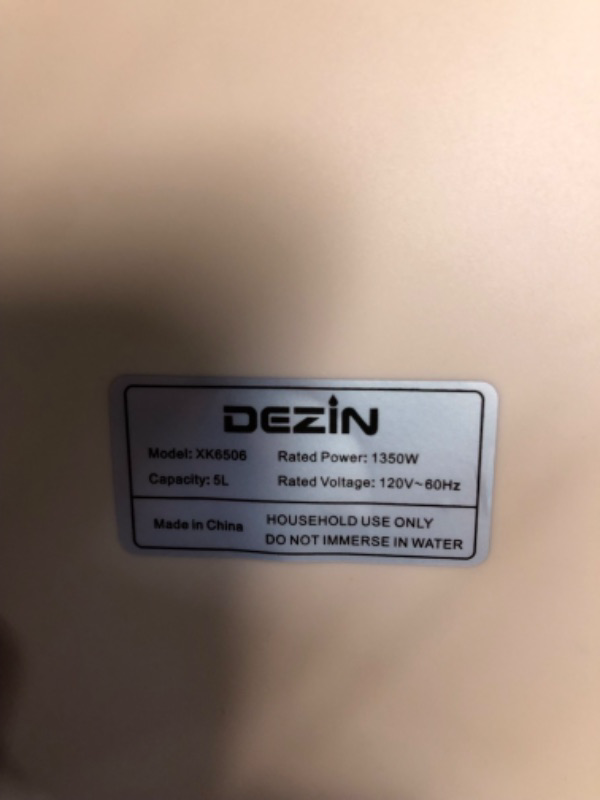 DEZIN
Model: XK6506 Rated Power: 1350W
Capacity: 5L Rated Voltage: 120V~60Hz
Made in China HOUSEHOLD USE ONLY
DO NOT IMMERSE IN WATER